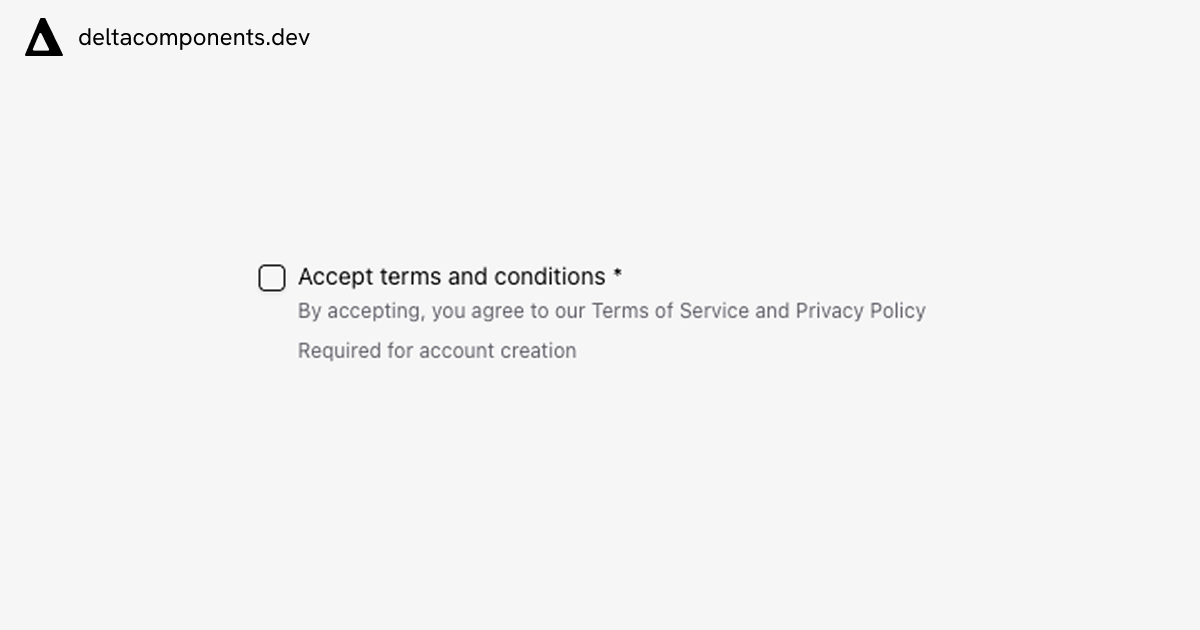 deltacomponents.dev
Accept terms and conditions *
By accepting, you agree to our Terms of Service and Privacy Policy
Required for account creation